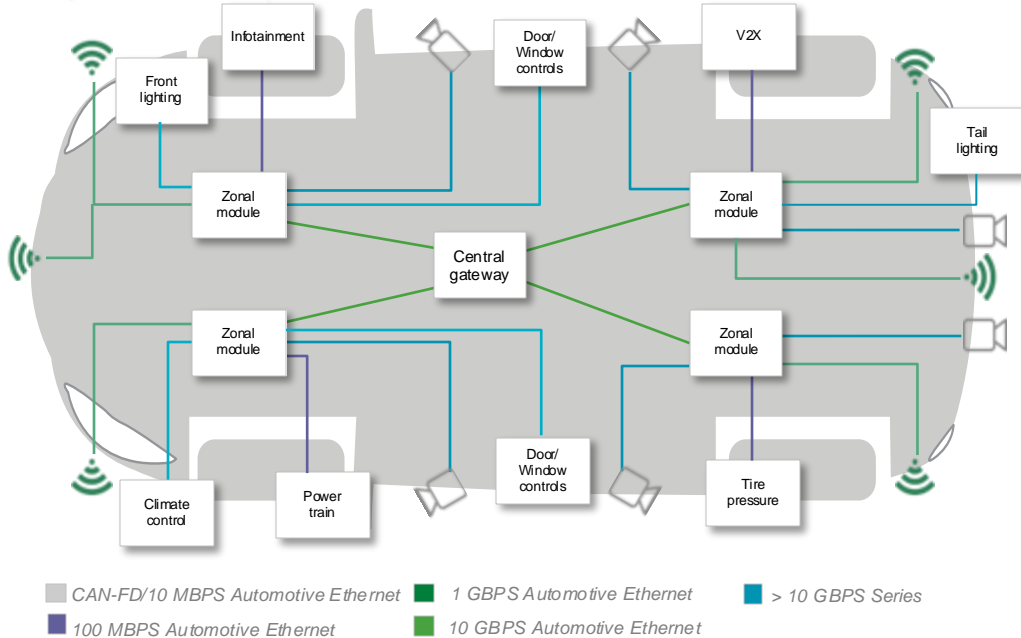 Infotainment
Door/
Window
controls
V2X
Front
lighting
Tail
lighting
Zonal
module
Zonal
module
Central
gateway
Zonal
module
Zonal
module
Door/
Window
controls
Climate
control
Power
train
Tire
pressure
CAN-FD/10 MBPS Automotive Ethernet
1 GBPS Automotive Ethernet
> 10 GBPS Series
100 MBPS Automotive Ethernet
10 GBPS Automotive Ethernet